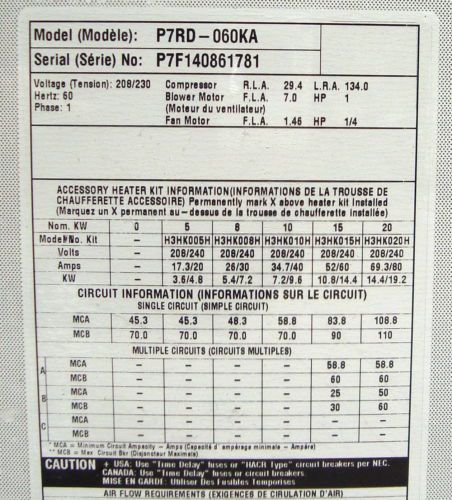 Model (Modèle): P7RD-060KA
Serial (Série) No: P7F140861781
Voltage (Tension): 208/230 Compressor R.L.A. 29.4 L.R.A. 134.0
Hertz: 60 Blower Motor F.L.A. 7.0 HP 1
Phase: 1 (Moteur du ventilateur)
Fan Motor F.L.A. 1.46 HP 1/4
ACCESSORY HEATER KIT INFORMATION(INFORMATIONS DE LA TROUSSE DE
CHAUFFERETTE ACCESSOIRE) Permanently mark X above heater kit Installed
(Marquez un X permanent au-dessus de la trousse de chaufferette installée)
Nom. KW 0 5 8 10 15 20
Model/No. Kit - H3HK005H H3HK008H H3HK010H H3HK015H H3HK020H
Volts - 208/240 208/240 208/240 208/240 208/240
Amps - 17.3/20 26/30 34.7/40 52/60 69.3/80
KW - 3.6/4.8 5.4/7.2 7.2/9.6 10.8/14.4 14.4/19.2
CIRCUIT INFORMATION (INFORMATIONS SUR LE CIRCUIT)
SINGLE CIRCUIT (SIMPLE CIRCUIT)
MCA 45.3 45.3 48.3 58.8 83.8 108.8
MCB 70.0 70.0 70.0 70.0 90 110
MULTIPLE CIRCUITS (CIRCUITS MULTIPLES)
A MCA - - - - 58.8 58.8
MCB - - - - 60 60
B MCA - - - - 25 50
MCB - - - - 30 60
C MCA - - - - - -
MCB - - - - - -
* MCA = Minimum Circuit Ampacity - Amps (Capacité d' ampérage minimale - Ampère)
MCB = Max Circuit Bkr (Disjoncteur Maximum)
CAUTION + USA: Use "Time Delay" fuses or "HACR Type" circuit breakers per NEC.
CANADA: Use "Time Delay" fuses or circuit breakers.
MISE EN GARDE: Utiliser Des Fusibles Temporises
AIR FLOW REQUIREMENTS (EXIGENCES DE CIRCULATION D'AIR)